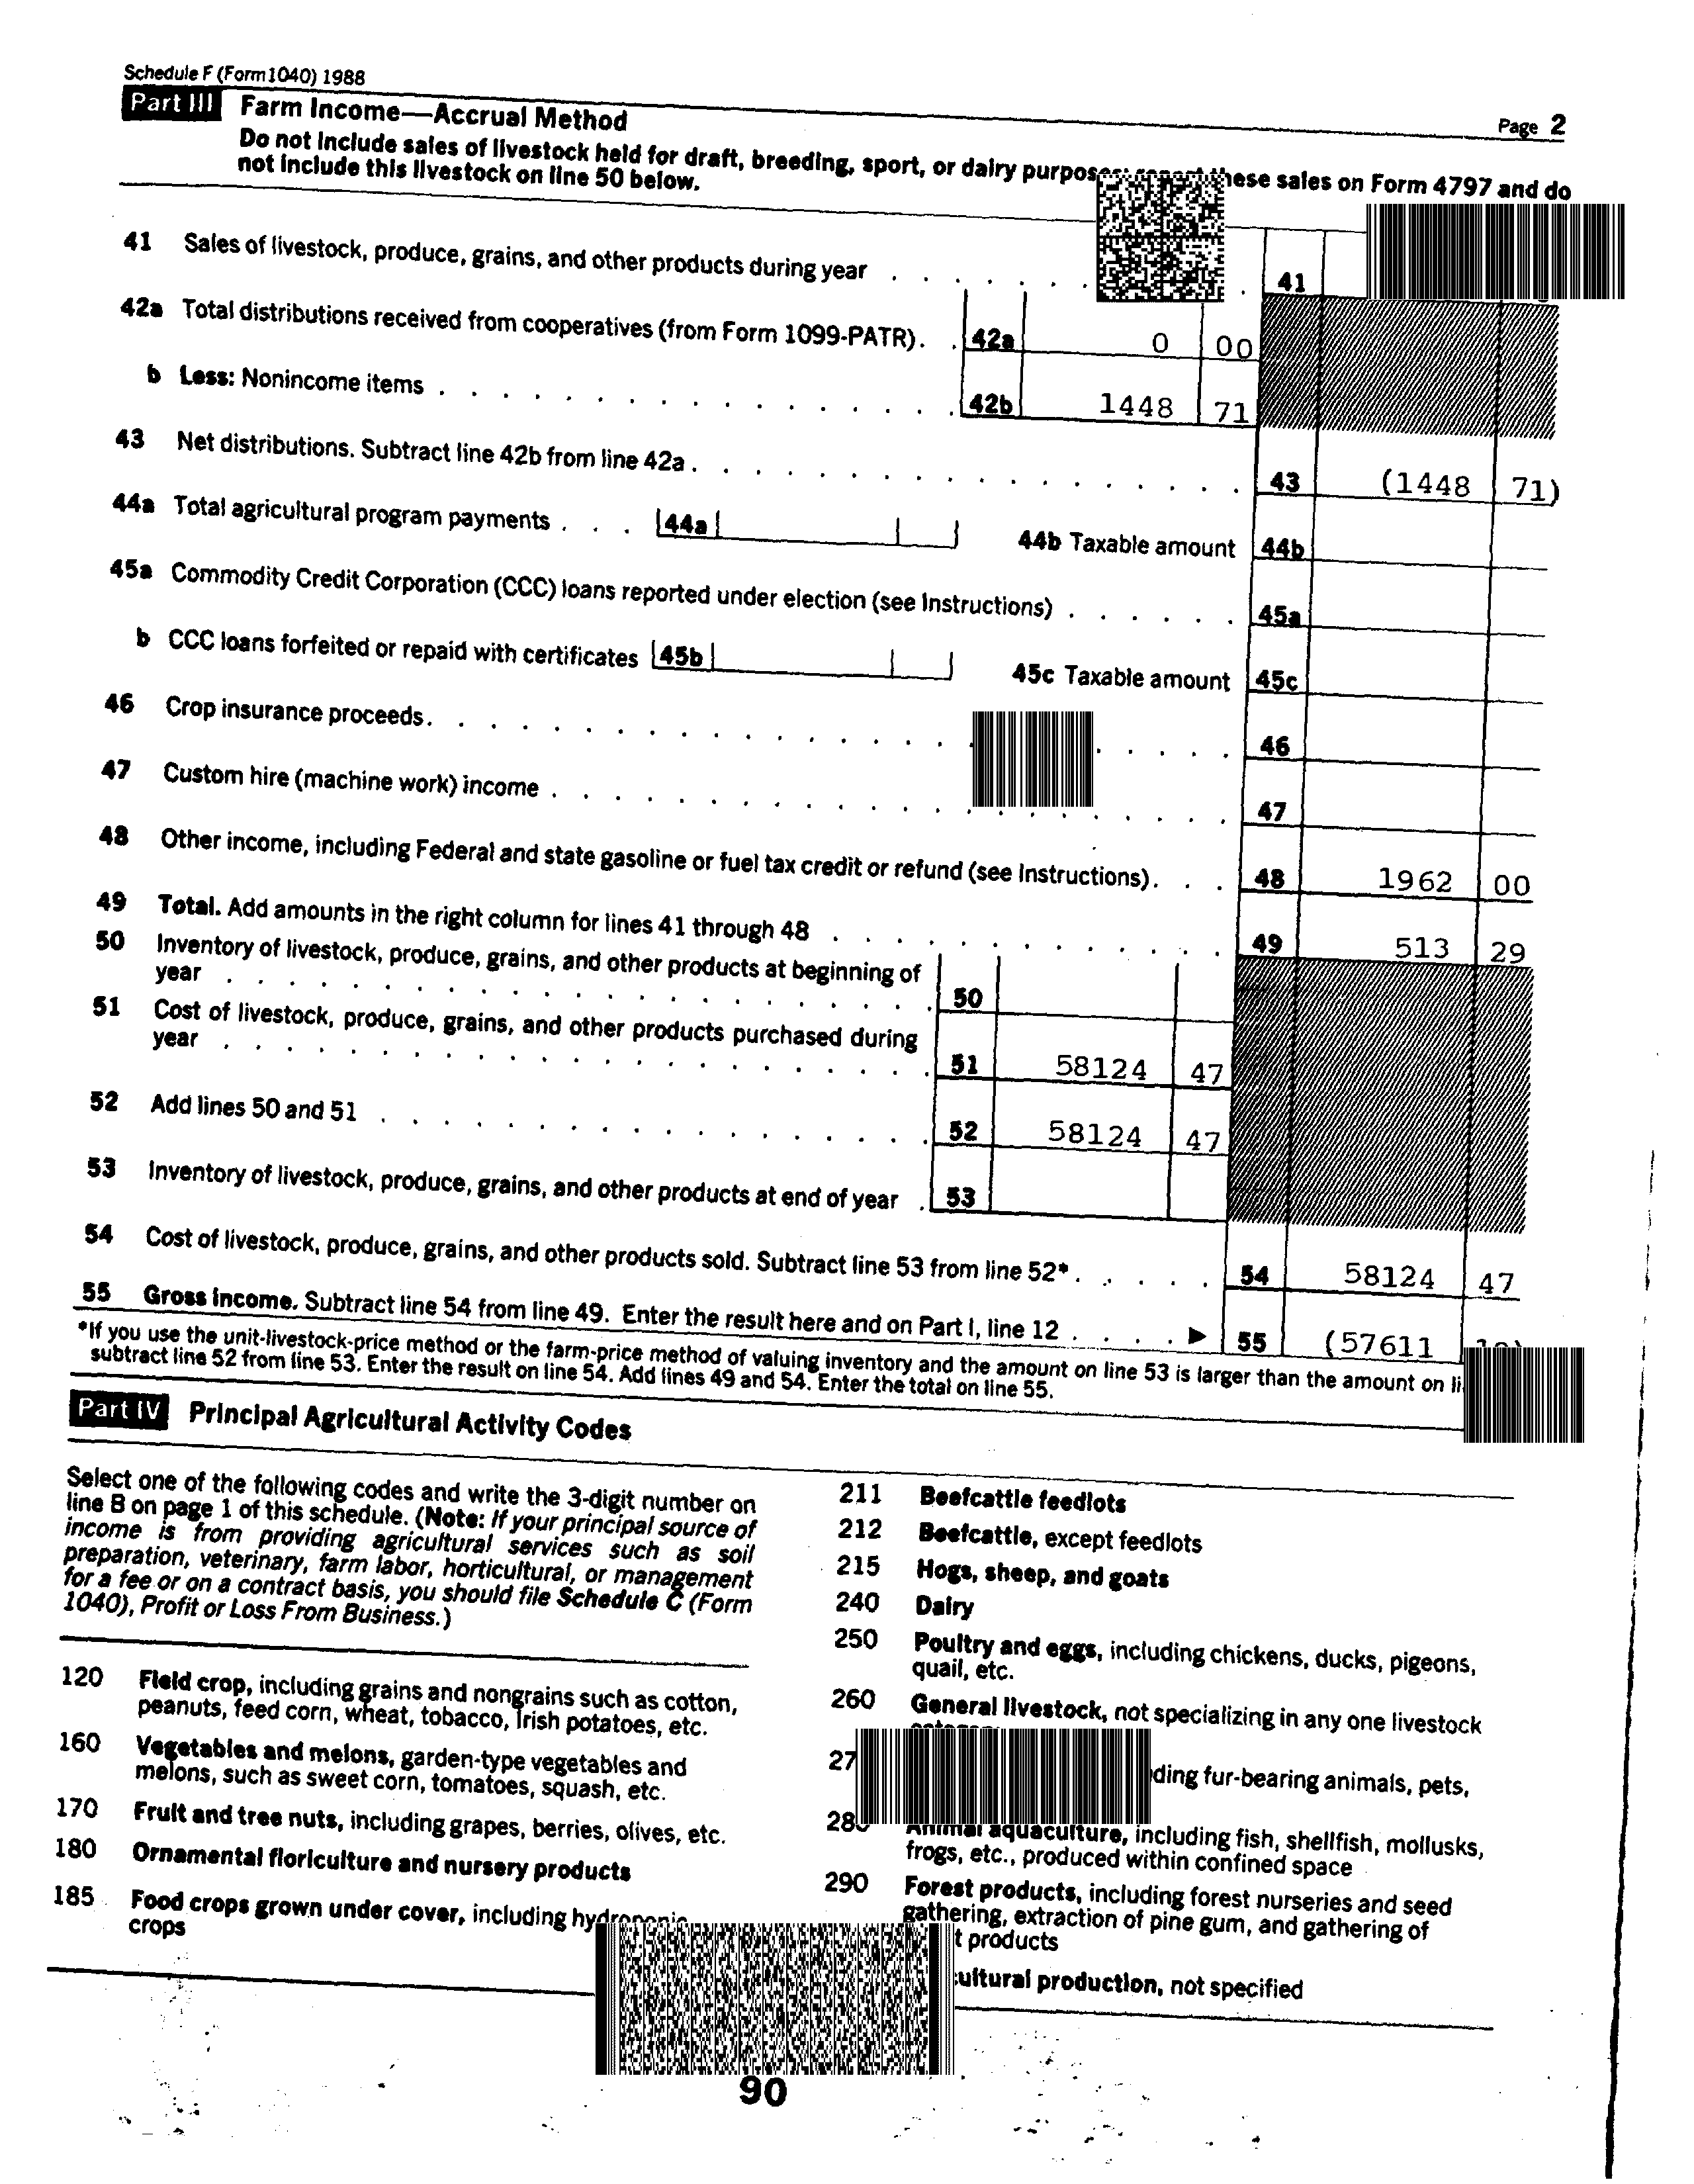 Schedule F (Form 1040) 1988
Page 2
Part III Farm Income—Accrual Method
Do not include sales of livestock held for draft, breeding, sport, or dairy these sales on Form 4797 and do
not include this livestock on line 50 below.
41 Sales of livestock, produce, grains, and other products during year . . . . . . . . 41
42a Total distributions received from cooperatives (from Form 1099-PATR) . . 42a 0 00
b Less: Nonincome items . . . . . . . . . . . . . . . . . 42b 1448 71
43 Net distributions. Subtract line 42b from line 42a . . . . . . . . . . . . . . . . . . 43 (1448 71)
44a Total agricultural program payments . . . 44a 44b Taxable amount 44b
45a Commodity Credit Corporation (CCC) loans reported under election (see Instructions) . . . . . . 45a
b CCC loans forfeited or repaid with certificates 45b 45c Taxable amount 45c
46 Crop insurance proceeds . . . . . . . . . . . . . . . . . . . . . . 46
47 Custom hire (machine work) income . . . . . . . . . . . . . . . . . . . . . . 47
48 Other income, including Federal and state gasoline or fuel tax credit or refund (see Instructions) . . . 48 1962 00
49 Total. Add amounts in the right column for lines 41 through 48 . . . . . . . . . . . . . 49 513 29
50 Inventory of livestock, produce, grains, and other products at beginning of
year . . . . . . . . . . . . . . . . . . . . . . . 50
51 Cost of livestock, produce, grains, and other products purchased during
year . . . . . . . . . . . . . . . . . . . . . . . 51 58124 47
52 Add lines 50 and 51 . . . . . . . . . . . . . . . . . . 52 58124 47
53 Inventory of livestock, produce, grains, and other products at end of year . 53
54 Cost of livestock, produce, grains, and other products sold. Subtract line 53 from line 52* . . . . . 54 58124 47
55 Gross income. Subtract line 54 from line 49. Enter the result here and on Part I, line 12 . . . . ▶ 55 (57611
*If you use the unit-livestock-price method or the farm-price method of valuing inventory and the amount on line 53 is larger than the amount on
subtract line 52 from line 53. Enter the result on line 54. Add lines 49 and 54. Enter the total on line 55.
Part IV Principal Agricultural Activity Codes
Select one of the following codes and write the 3-digit number on
line B on page 1 of this schedule. (Note: If your principal source of
income is from providing agricultural services such as soil
preparation, veterinary, farm labor, horticultural, or management
for a fee or on a contract basis, you should file Schedule C (Form
1040), Profit or Loss From Business.)
120 Field crop, including grains and nongrains such as cotton,
peanuts, feed corn, wheat, tobacco, Irish potatoes, etc.
160 Vegetables and melons, garden-type vegetables and
melons, such as sweet corn, tomatoes, squash, etc.
170 Fruit and tree nuts, including grapes, berries, olives, etc.
180 Ornamental floriculture and nursery products
185 Food crops grown under cover, including hydroponic
crops
211 Beefcattle feedlots
212 Beefcattle, except feedlots
215 Hogs, sheep, and goats
240 Dairy
250 Poultry and eggs, including chickens, ducks, pigeons,
quail, etc.
260 General livestock, not specializing in any one livestock
fur-bearing animals, pets,
Animal aquaculture, including fish, shellfish, mollusks,
frogs, etc., produced within confined space
290 Forest products, including forest nurseries and seed
gathering, extraction of pine gum, and gathering of
products
production, not specified
90